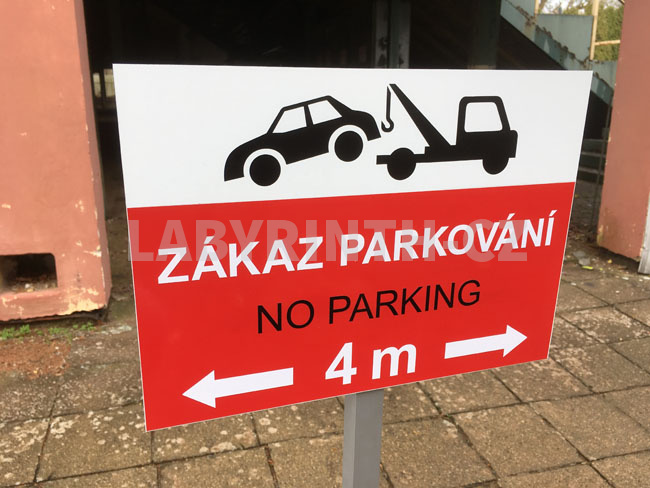 LABYRINTH-CZ
ZÁKAZ PARKOVÁNÍ
NO PARKING
4 m